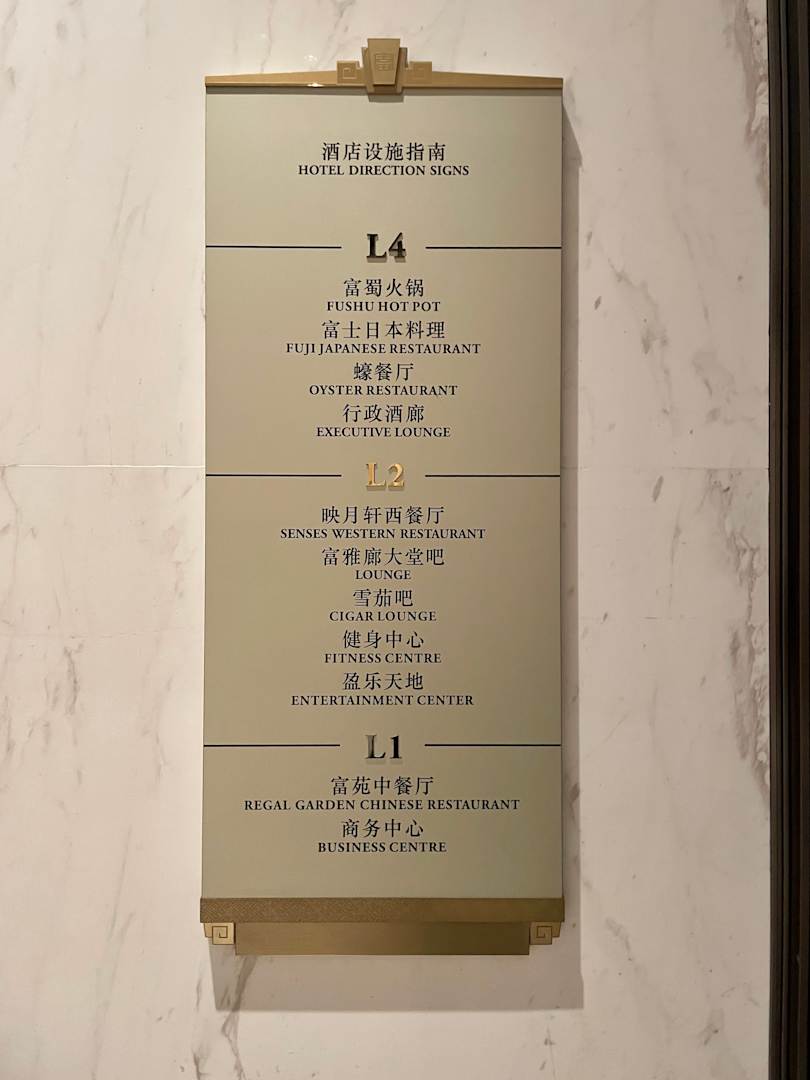 富
酒店设施指南
HOTEL DIRECTION SIGNS
L4
富蜀火锅
FUSHU HOT POT
富士日本料理
FUJI JAPANESE RESTAURANT
蠔餐厅
OYSTER RESTAURANT
行政酒廊
EXECUTIVE LOUNGE
L2
映月轩西餐厅
SENSES WESTERN RESTAURANT
富雅廊大堂吧
LOUNGE
雪茄吧
CIGAR LOUNGE
健身中心
FITNESS CENTRE
盈乐天地
ENTERTAINMENT CENTER
L1
富苑中餐厅
REGAL GARDEN CHINESE RESTAURANT
商务中心
BUSINESS CENTRE